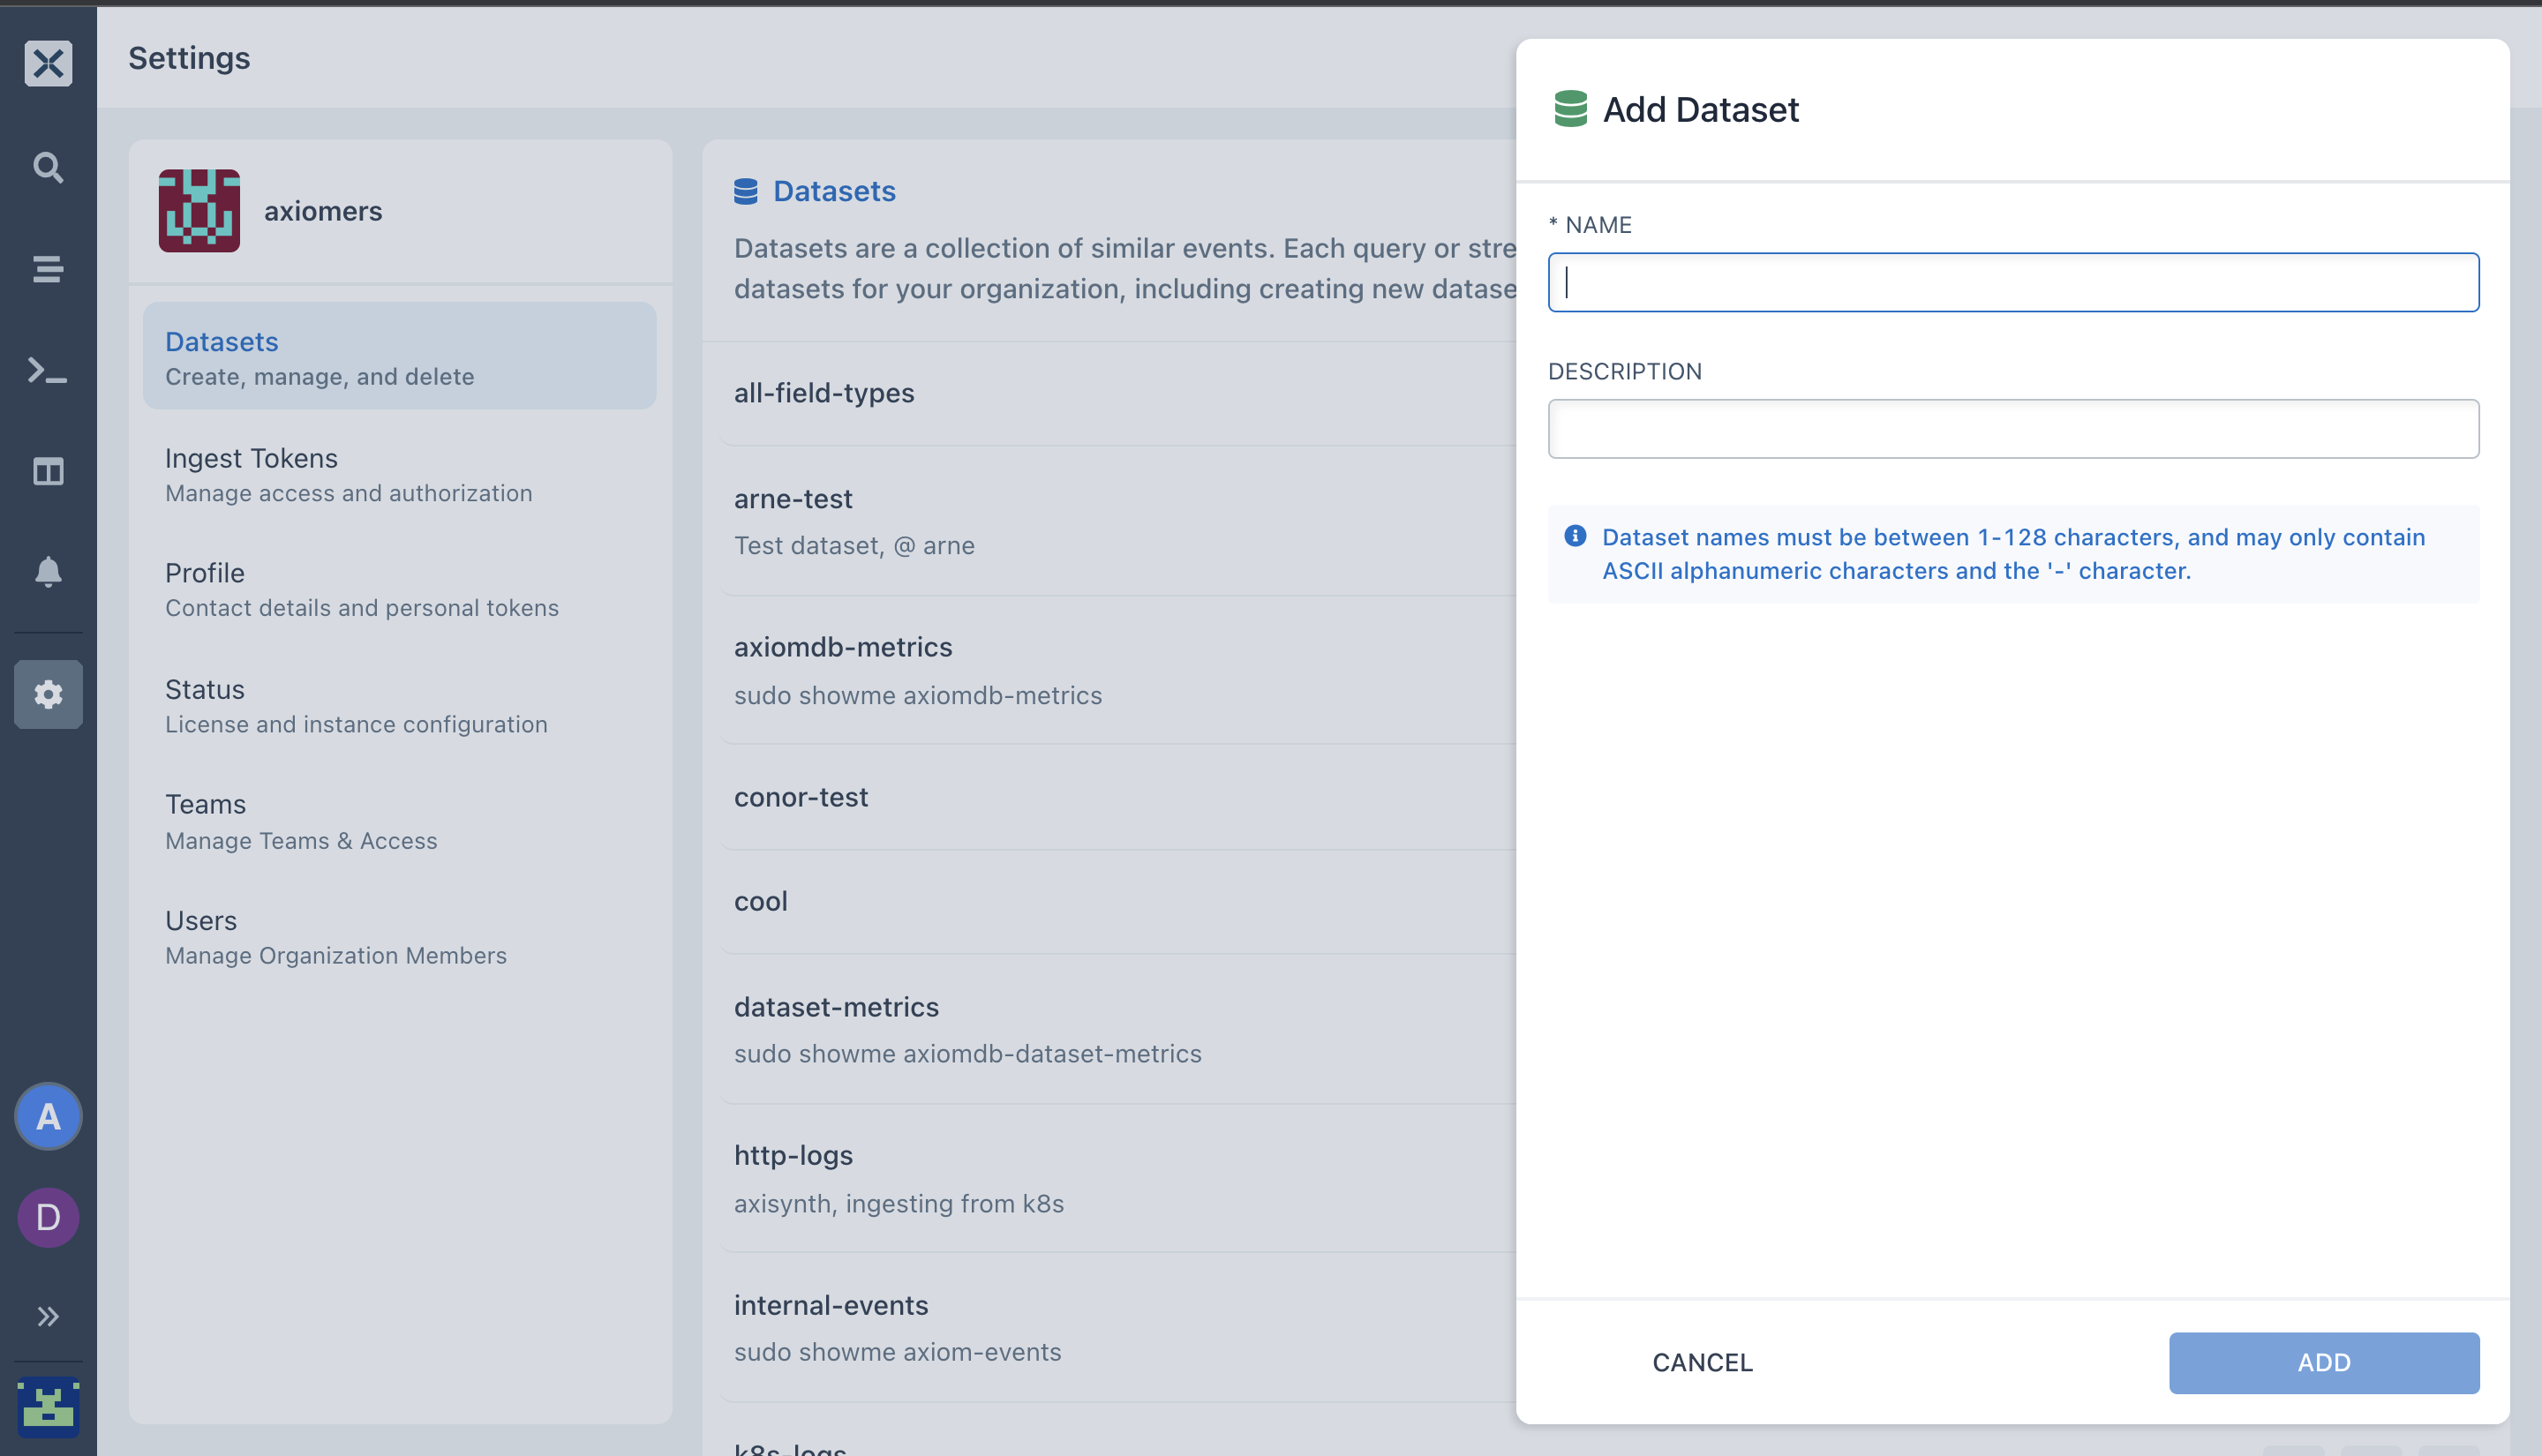 Settings
axiomers
Datasets
Create, manage, and delete
Ingest Tokens
Manage access and authorization
Profile
Contact details and personal tokens
Status
License and instance configuration
Teams
Manage Teams & Access
Users
Manage Organization Members
A
D
Datasets
Datasets are a collection of similar events. Each query or stre
datasets for your organization, including creating new datase
all-field-types
arne-test
Test dataset, @ arne
axiomdb-metrics
sudo showme axiomdb-metrics
conor-test
cool
dataset-metrics
sudo showme axiomdb-dataset-metrics
http-logs
axisynth, ingesting from k8s
internal-events
sudo showme axiom-events
k8s-logs
Add Dataset
* NAME
DESCRIPTION
Dataset names must be between 1-128 characters, and may only contain
ASCII alphanumeric characters and the '-' character.
CANCEL
ADD